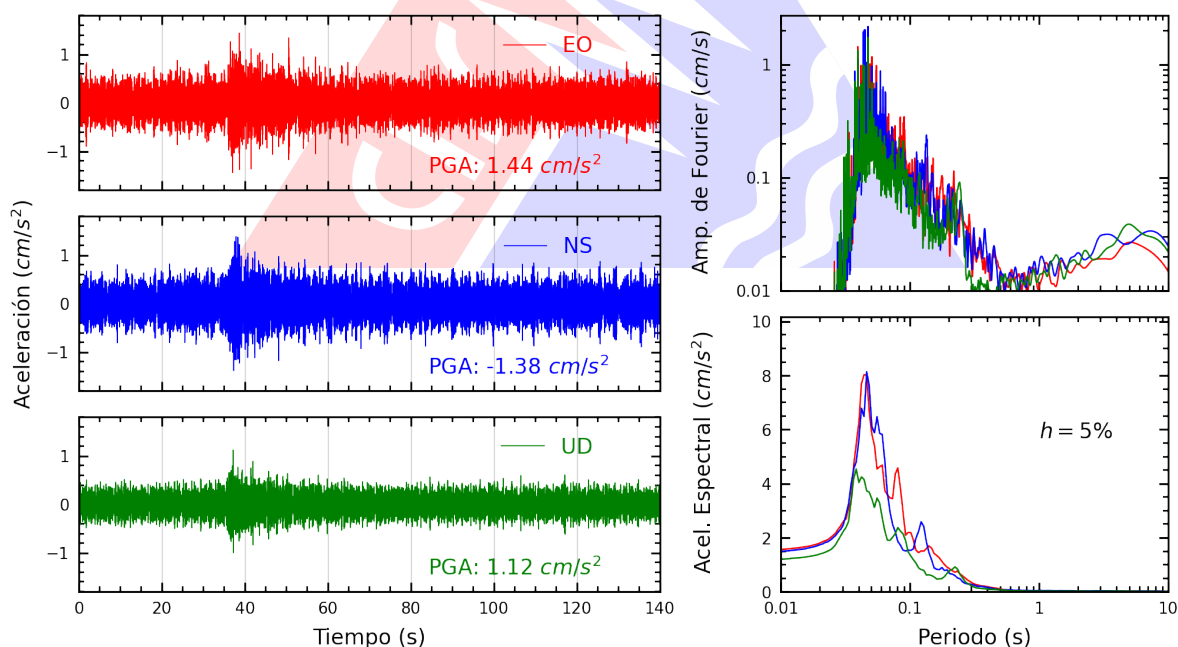 Aceleración (cm/s²)
1
0
−1
EO
PGA: 1.44 cm/s²
1
0
−1
NS
PGA: -1.38 cm/s²
1
0
−1
UD
PGA: 1.12 cm/s²
0 20 40 60 80 100 120 140
Tiempo (s)
Amp. de Fourier (cm/s)
1
0.1
0.01
Acel. Espectral (cm/s²)
10
8
6
4
2
0
h = 5%
0.01 0.1 1 10
Periodo (s)